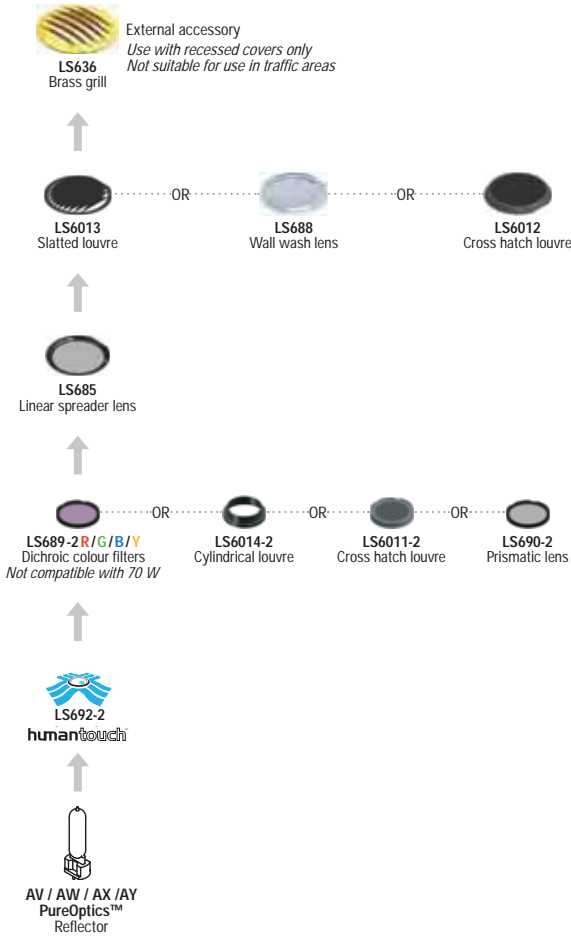 External accessory
Use with recessed covers only
Not suitable for use in traffic areas
LS636
Brass grill
OR
OR
LS6013
Slatted louvre
LS688
Wall wash lens
LS6012
Cross hatch louvre
LS685
Linear spreader lens
OR
OR
OR
LS689-2 R/G/B/Y
Dichroic colour filters
Not compatible with 70 W
LS6014-2
Cylindrical louvre
LS6011-2
Cross hatch louvre
LS690-2
Prismatic lens
LS692-2
humantouch
AV / AW / AX /AY
PureOptics™
Reflector